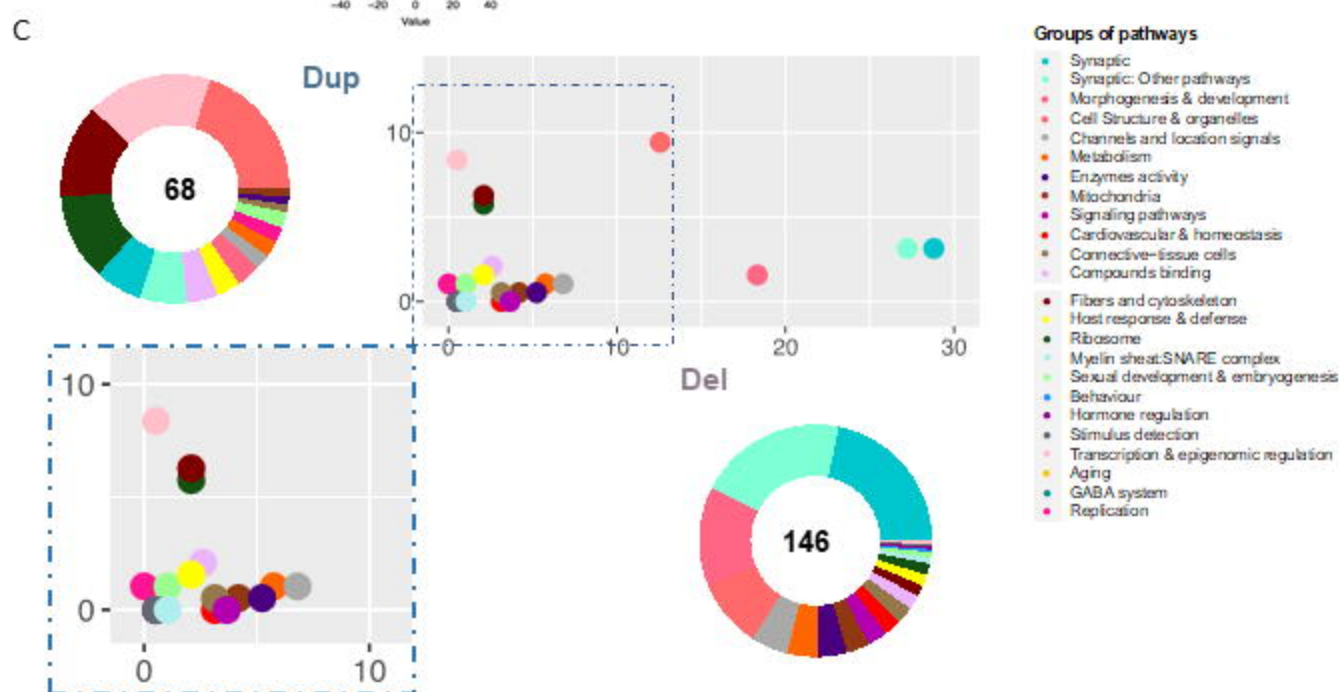 -40 -20 0 20 40
Value
C
Dup
68
10
0
0 10 20 30
Del
10
0
0 10
146
Groups of pathways
Synaptic
Synaptic: Other pathways
Morphogenesis & development
Cell Structure & organelles
Channels and location signals
Metabolism
Enzymes activity
Mitochondria
Signaling pathways
Cardiovascular & homeostasis
Connective-tissue cells
Compounds binding
Fibers and cytoskeleton
Host response & defense
Ribosome
Myelin sheat:SNARE complex
Sexual development & embryogenesis
Behaviour
Hormone regulation
Stimulus detection
Transcription & epigenomic regulation
Aging
GABA system
Replication